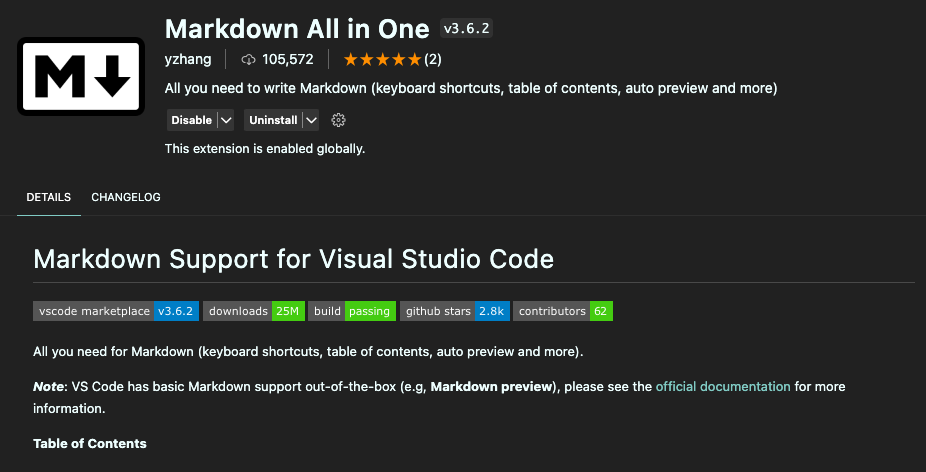 Markdown All in One v3.6.2
yzhang 105,572 (2)
All you need to write Markdown (keyboard shortcuts, table of contents, auto preview and more)
Disable Uninstall
This extension is enabled globally.
M
DETAILS CHANGELOG
Markdown Support for Visual Studio Code
vscode marketplace v3.6.2 downloads 25M build passing github stars 2.8k contributors 62
All you need for Markdown (keyboard shortcuts, table of contents, auto preview and more).
Note: VS Code has basic Markdown support out-of-the-box (e.g, Markdown preview), please see the official documentation for more
information.
Table of Contents